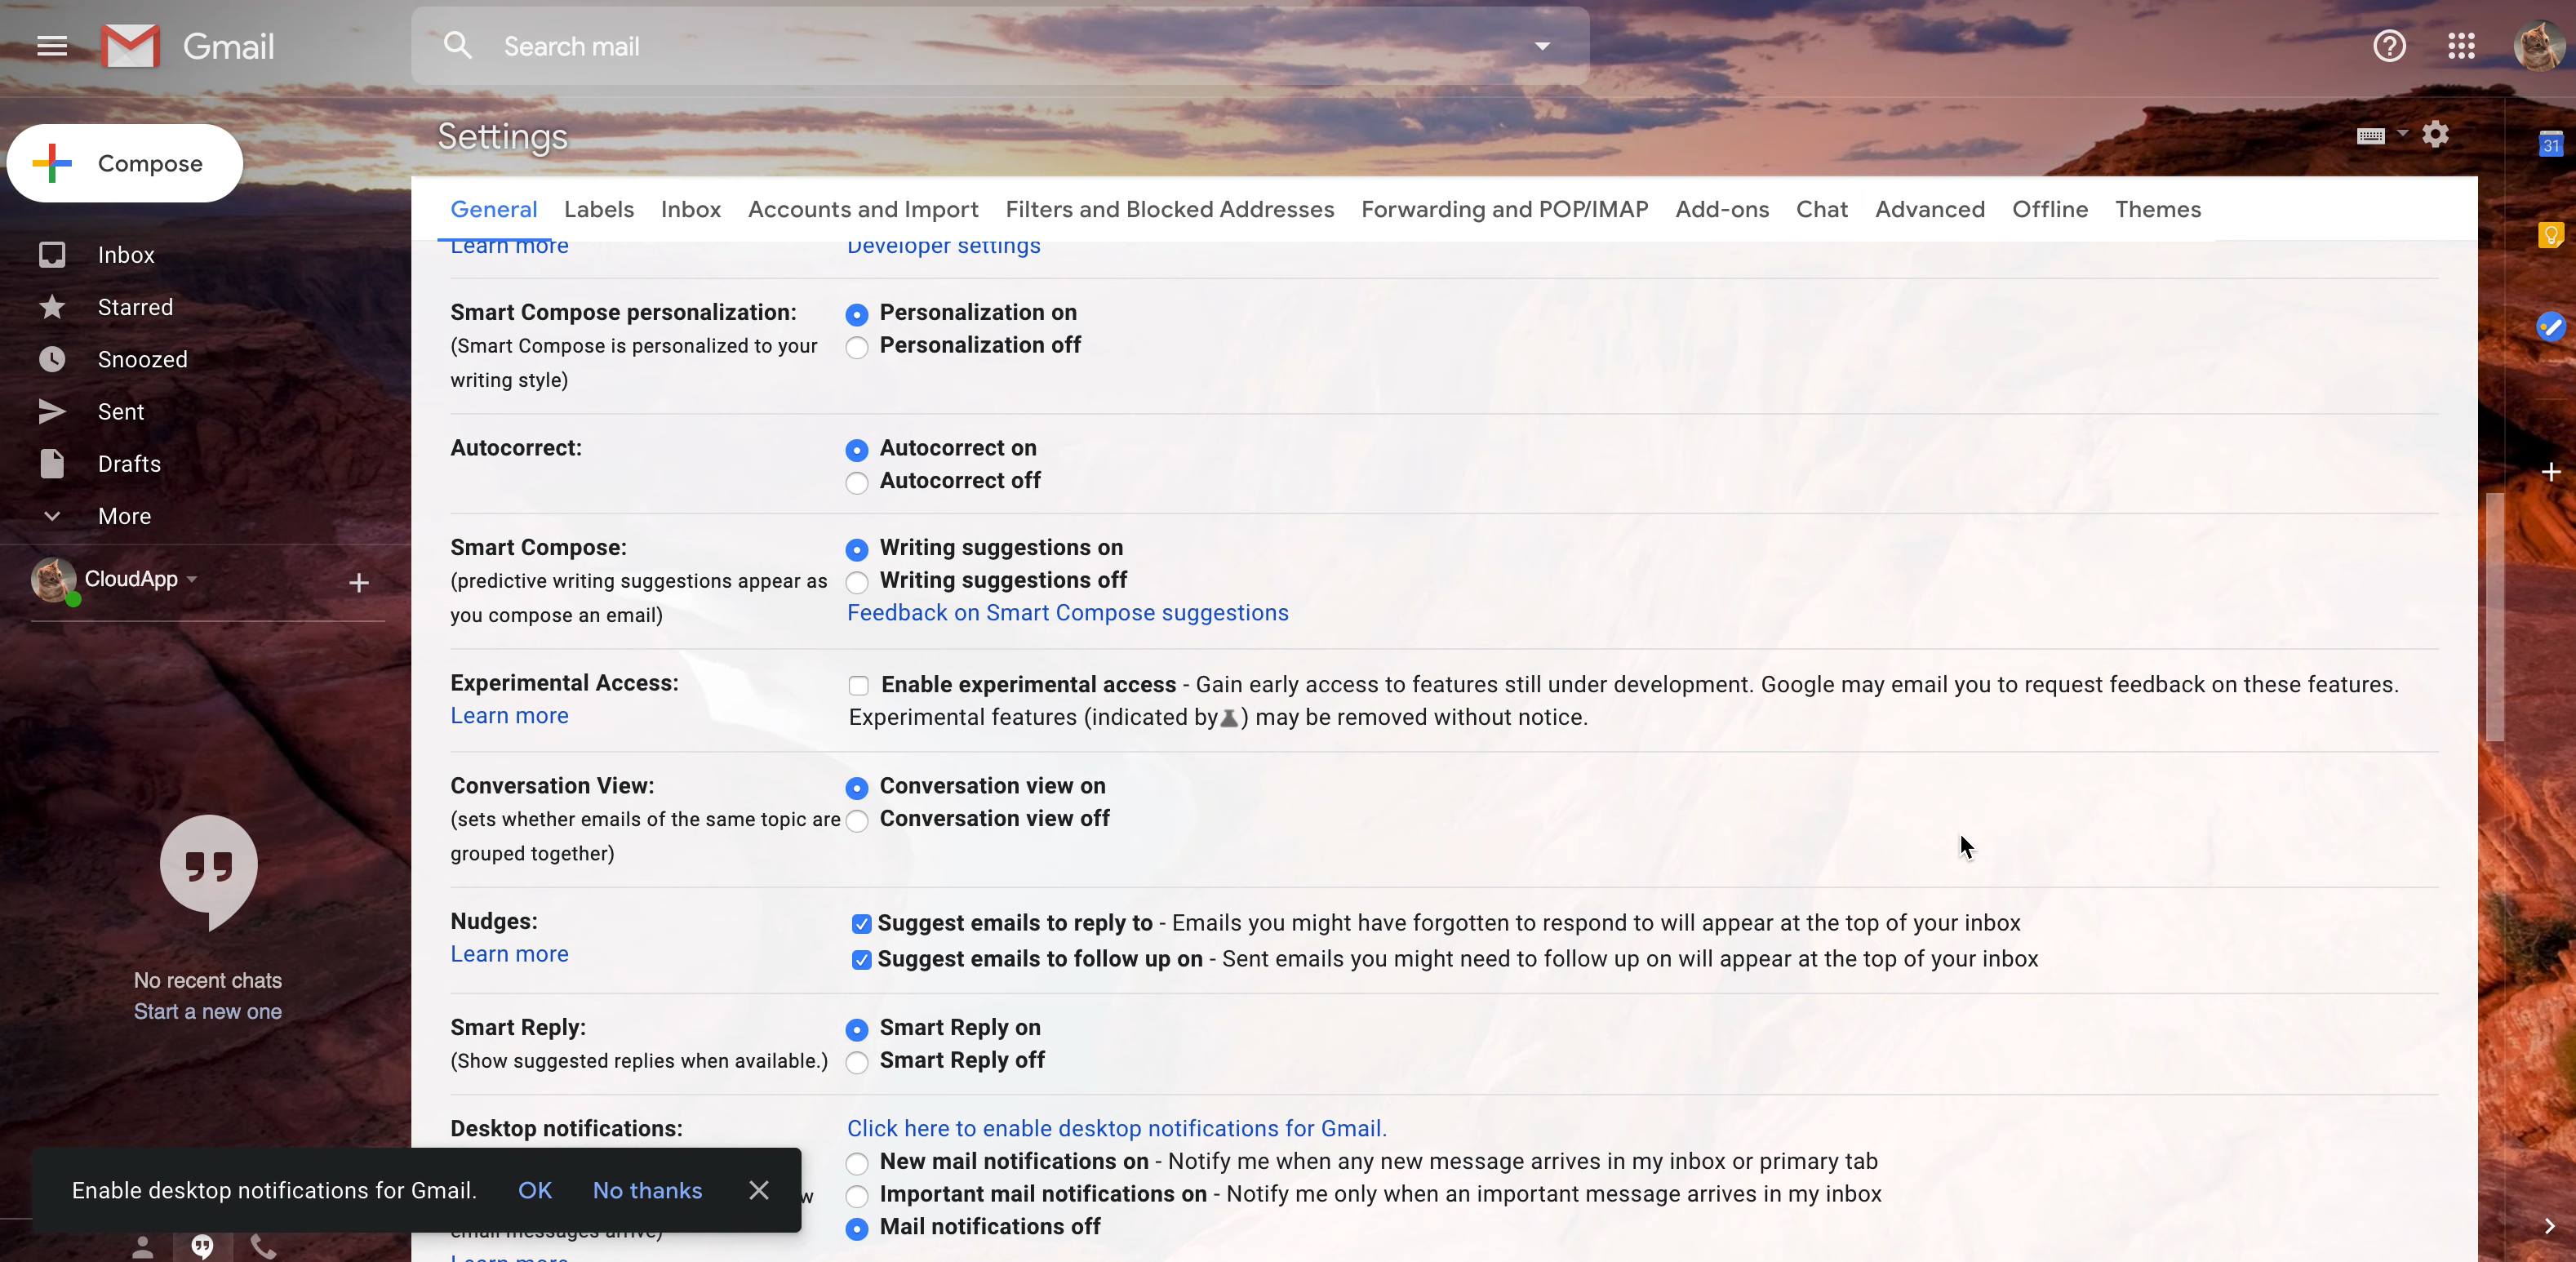 Gmail
Search mail
Settings
Compose
General Labels Inbox Accounts and Import Filters and Blocked Addresses Forwarding and POP/IMAP Add-ons Chat Advanced Offline Themes
31
Learn more
Developer settings
Inbox
Starred
Snoozed
Sent
Drafts
More
CloudApp
No recent chats
Start a new one
Smart Compose personalization:
(Smart Compose is personalized to your
writing style)
Personalization on
Personalization off
Autocorrect:
Autocorrect on
Autocorrect off
Smart Compose:
(predictive writing suggestions appear as
you compose an email)
Writing suggestions on
Writing suggestions off
Feedback on Smart Compose suggestions
Experimental Access:
Learn more
Enable experimental access - Gain early access to features still under development. Google may email you to request feedback on these features.
Experimental features (indicated by ) may be removed without notice.
Conversation View:
(sets whether emails of the same topic are
grouped together)
Conversation view on
Conversation view off
Nudges:
Learn more
Suggest emails to reply to - Emails you might have forgotten to respond to will appear at the top of your inbox
Suggest emails to follow up on - Sent emails you might need to follow up on will appear at the top of your inbox
Smart Reply:
(Show suggested replies when available.)
Smart Reply on
Smart Reply off
Desktop notifications:
email messages arrive)
Learn more
Click here to enable desktop notifications for Gmail.
New mail notifications on - Notify me when any new message arrives in my inbox or primary tab
Important mail notifications on - Notify me only when an important message arrives in my inbox
Mail notifications off
Enable desktop notifications for Gmail. OK No thanks